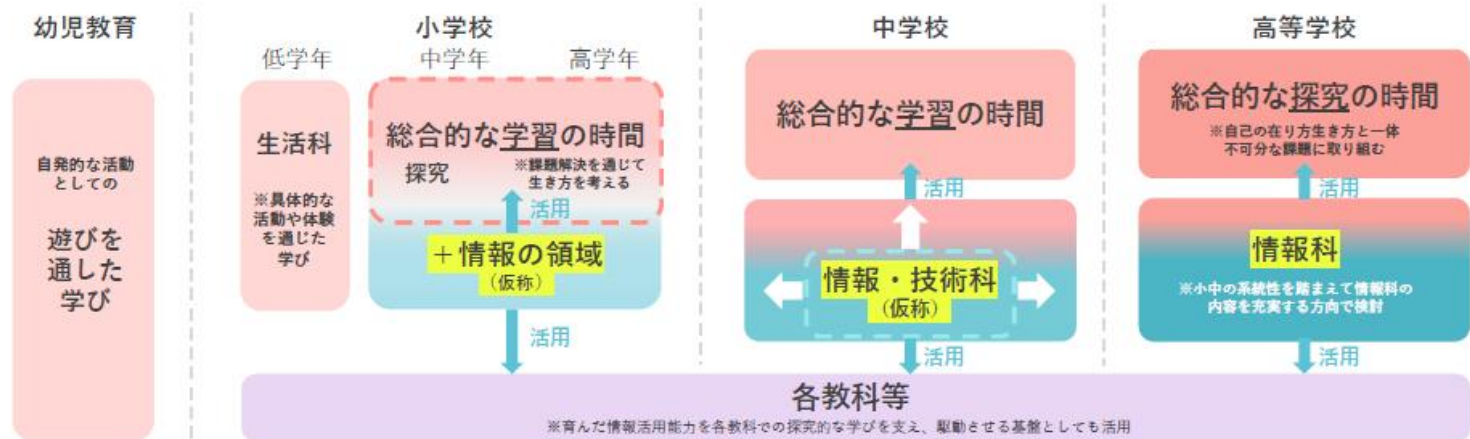 幼児教育
自発的な活動
としての
遊びを
通した
学び
小学校
低学年
中学年
高学年
生活科
※具体的な
活動や体験
を通じた
学び
総合的な学習の時間
探究
※課題解決を通じて
生き方を考える
活用
＋情報の領域
（仮称）
活用
中学校
総合的な学習の時間
活用
情報・技術科
（仮称）
活用
高等学校
総合的な探究の時間
※自己の在り方生き方と一体
不可分な課題に取り組む
活用
情報科
※小中の系統性を踏まえて情報科の
内容を充実する方向で検討
活用
各教科等
※育んだ情報活用能力を各教科での探究的な学びを支え、駆動させる基盤としても活用